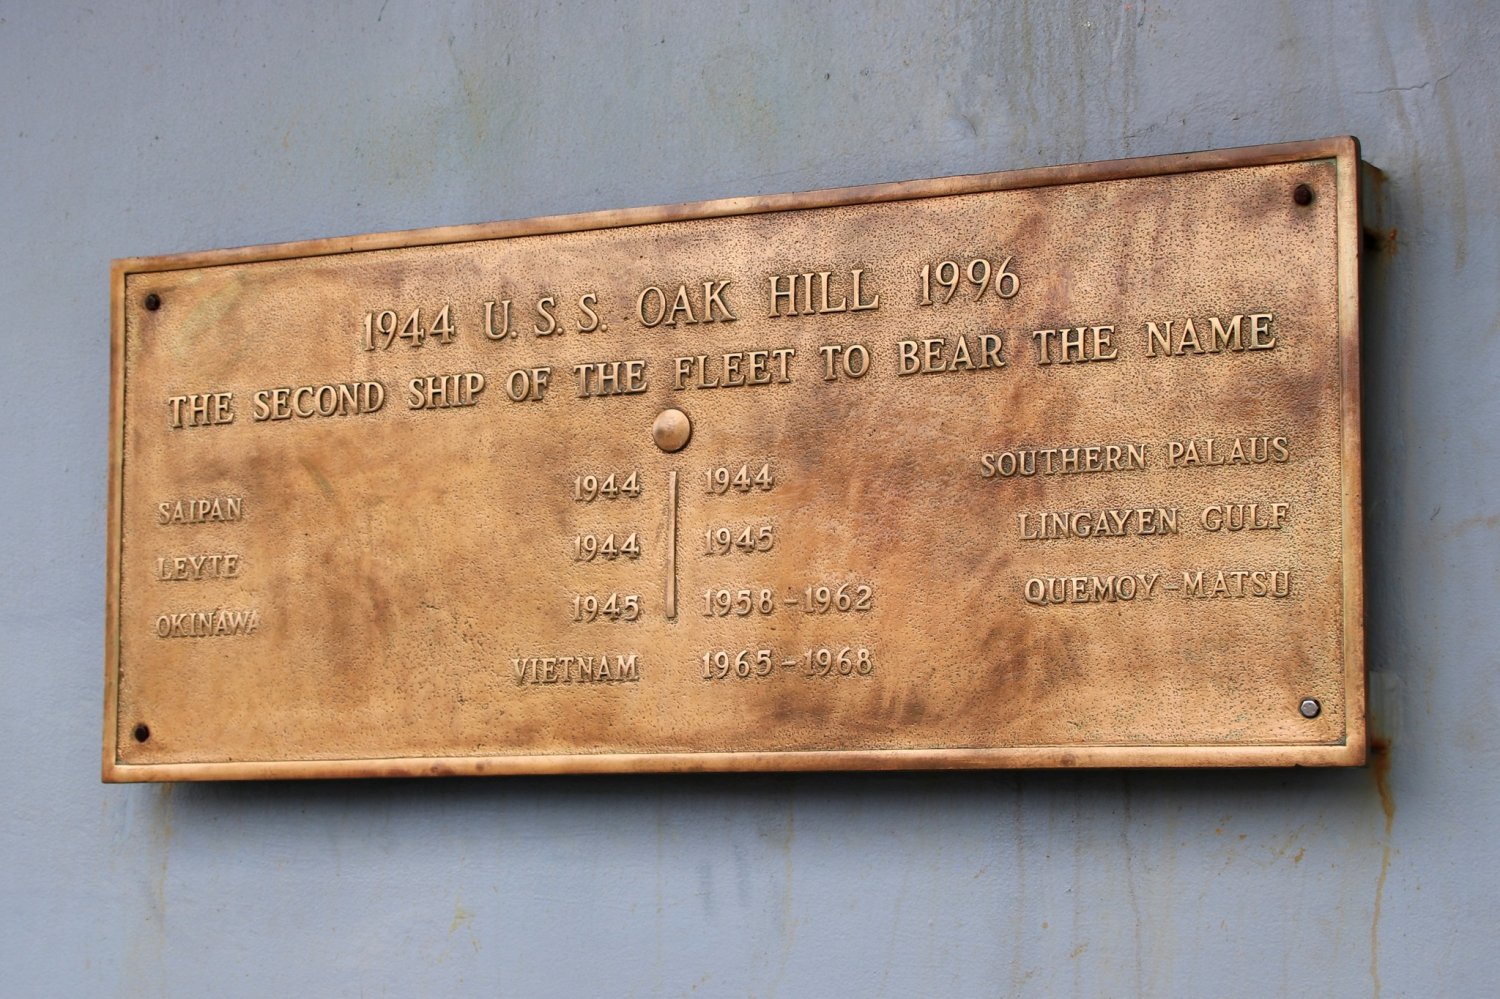 1944 U.S.S. OAK HILL 1996
THE SECOND SHIP OF THE FLEET TO BEAR THE NAME
SAIPAN 1944 1944 SOUTHERN PALAUS
LEYTE 1944 1945 LINGAYEN GULF
OKINAWA 1945 1958-1962 QUEMOY-MATSU
VIETNAM 1965-1968